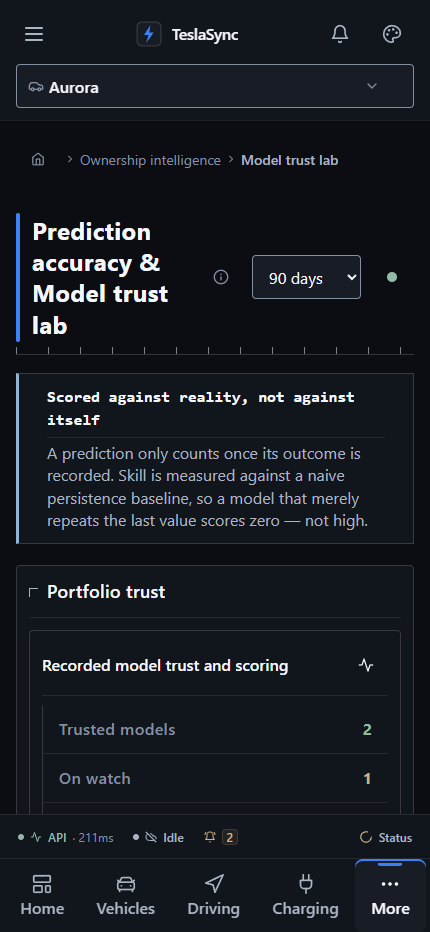 TeslaSync
Aurora
Ownership intelligence
Model trust lab
Prediction
accuracy &
Model trust
lab
90 days
Scored against reality, not against
itself
A prediction only counts once its outcome is
recorded. Skill is measured against a naive
persistence baseline, so a model that merely
repeats the last value scores zero — not high.
Portfolio trust
Recorded model trust and scoring
Trusted models 2
On watch 1
API · 211ms Idle 2 Status
Home Vehicles Driving Charging More